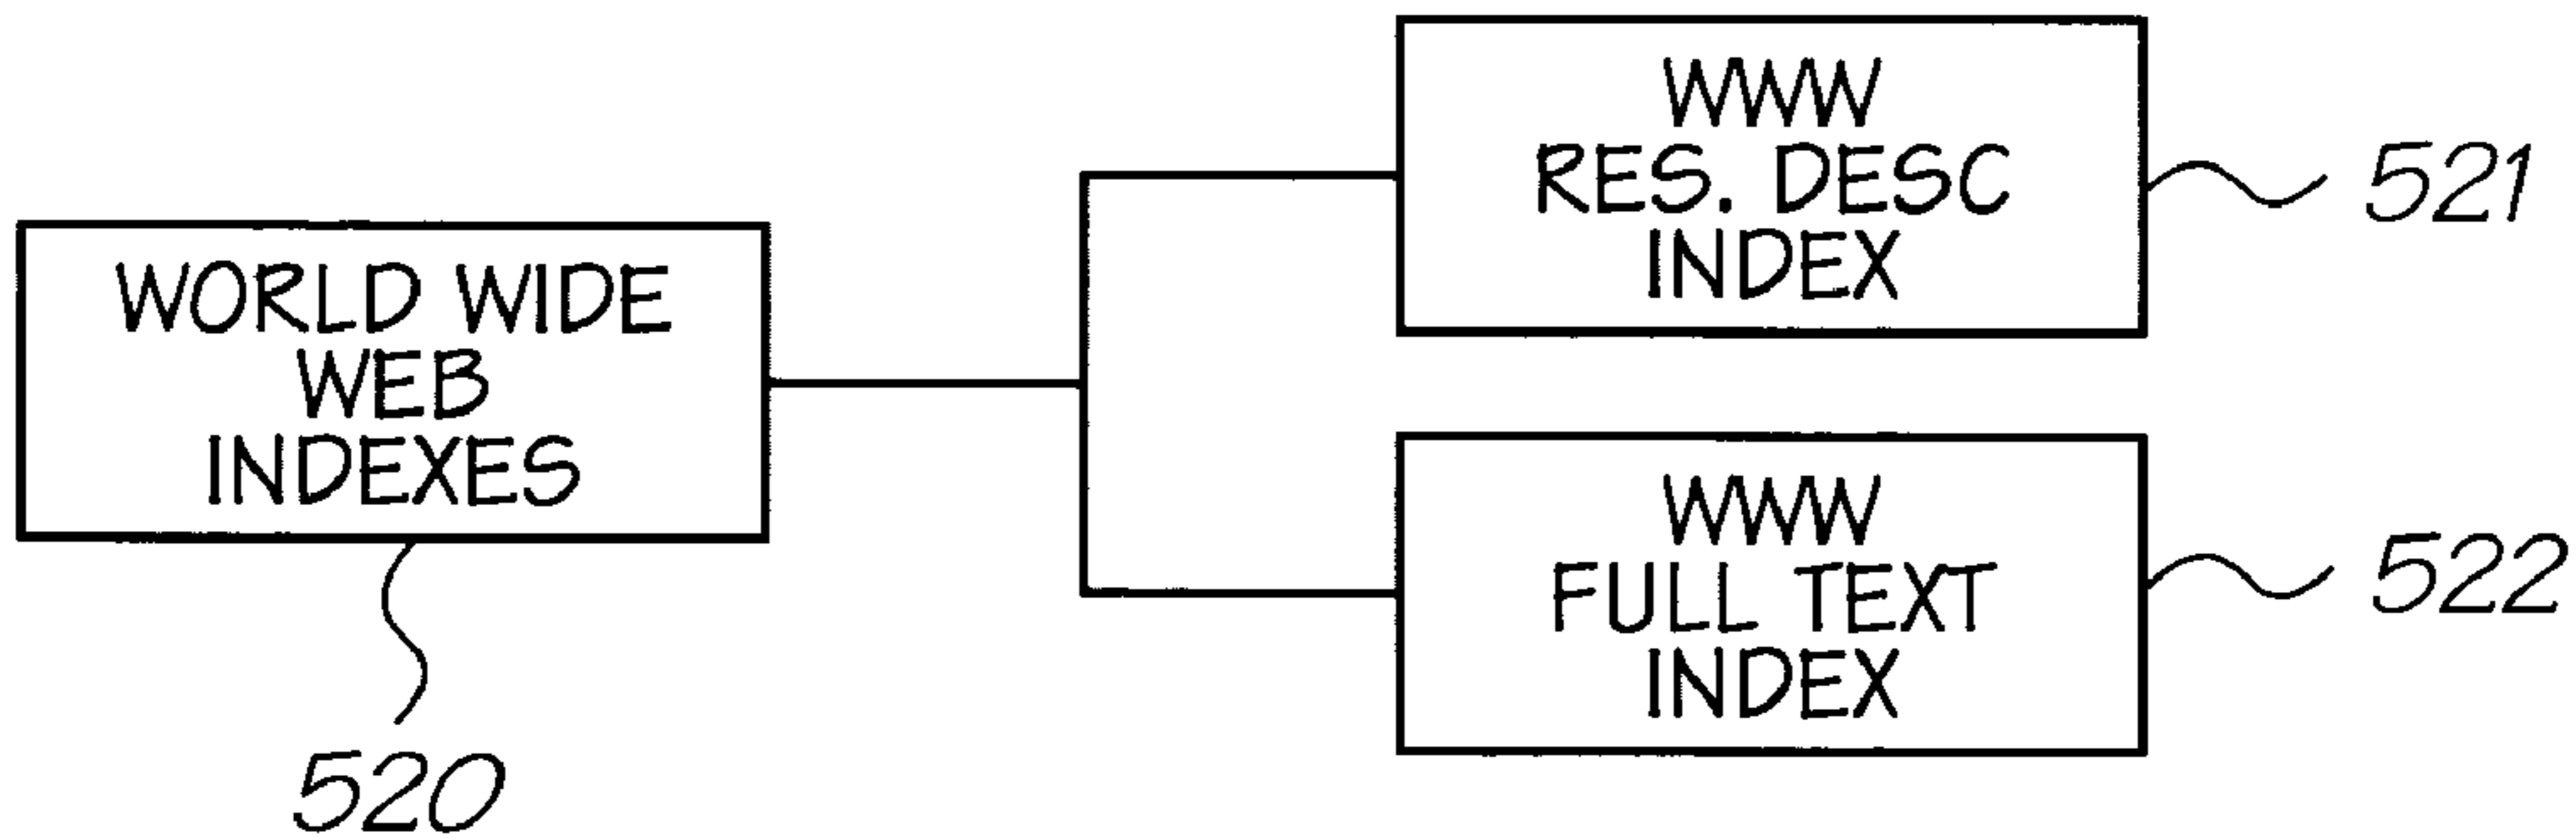 WORLD WIDE
WEB
INDEXES
520
WWW
RES. DESC
INDEX
521
WWW
FULL TEXT
INDEX
522